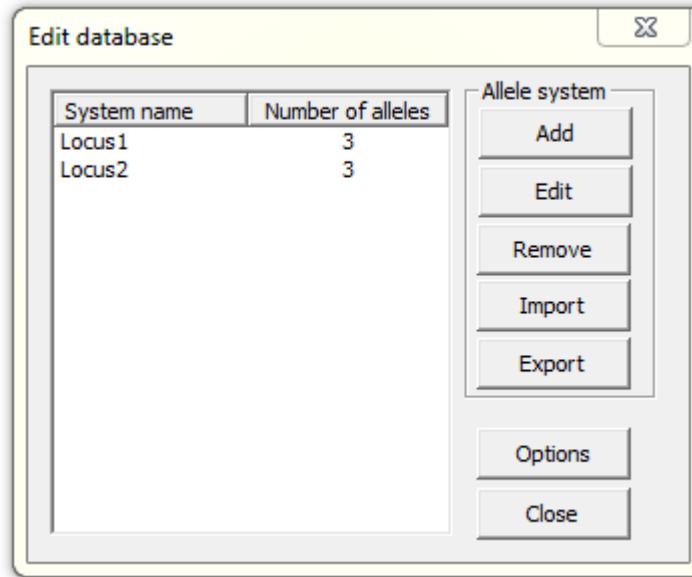 Edit database
System name Number of alleles
Locus1 3
Locus2 3
Allele system
Add
Edit
Remove
Import
Export
Options
Close